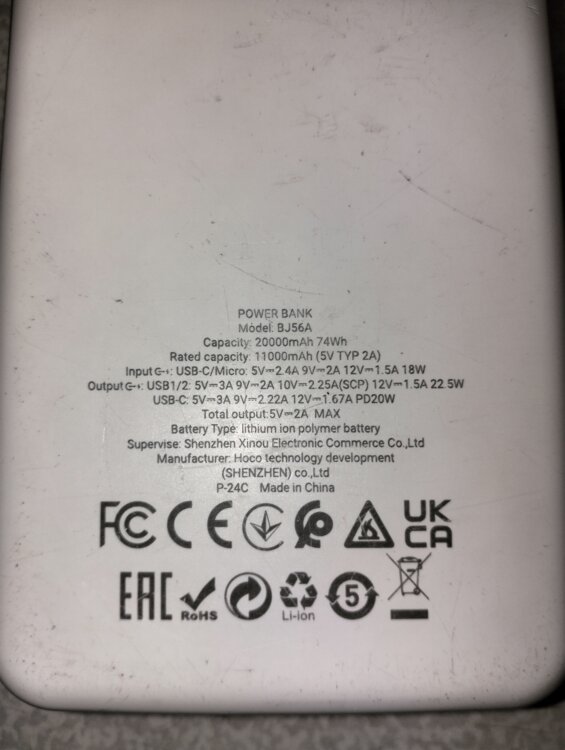 POWER BANK
Model: BJ56A
Capacity: 20000mAh 74Wh
Rated capacity: 11000mAh (5V TYP 2A)
Input: USB-C/Micro: 5V⎓2.4A 9V⎓2A 12V⎓1.5A 18W
Output: USB1/2: 5V⎓3A 9V⎓2A 10V⎓2.25A(SCP) 12V⎓1.5A 22.5W
USB-C: 5V⎓3A 9V⎓2.22A 12V⎓1.67A PD20W
Total output:5V⎓2A MAX
Battery Type: lithium ion polymer battery
Supervise: Shenzhen Xinou Electronic Commerce Co.,Ltd
Manufacturer: Hoco technology development
(SHENZHEN) co.,Ltd
P-24C Made in China
FC CE UK
CA
EAC RoHS Li-ion 5